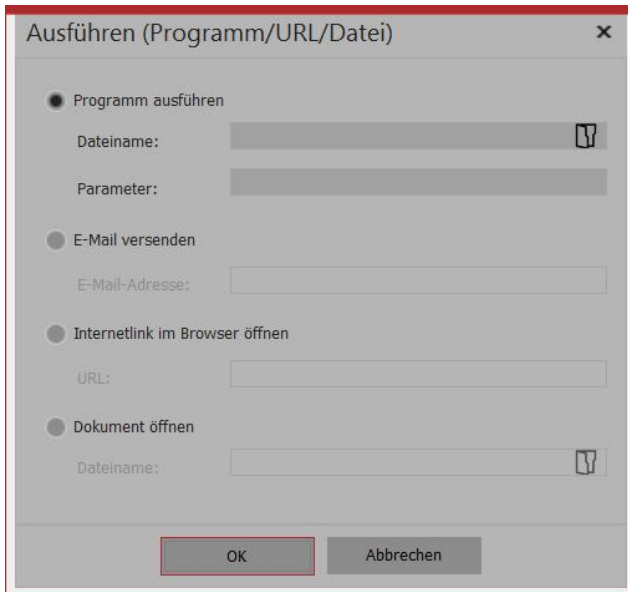 Ausführen (Programm/URL/Datei)
Programm ausführen
Dateiname:
Parameter:
E-Mail versenden
E-Mail-Adresse:
Internetlink im Browser öffnen
URL:
Dokument öffnen
Dateiname:
OK Abbrechen